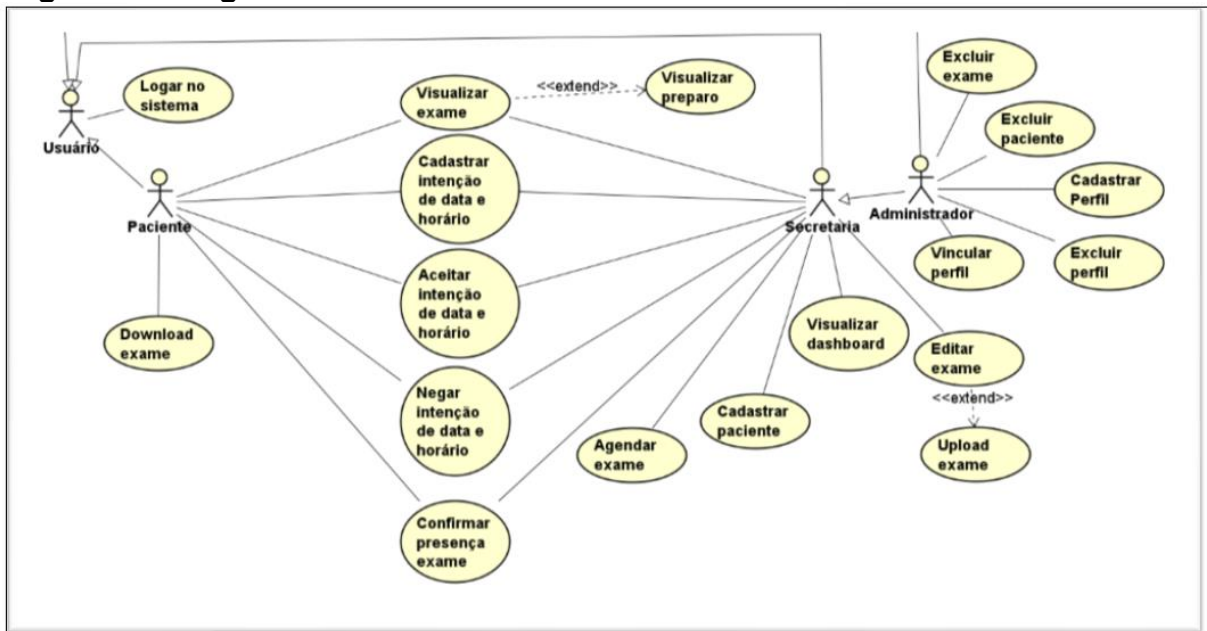 Logar no
sistema
Usuário
Paciente
Download
exame
Visualizar
exame
<<extend>>
Visualizar
preparo
Cadastrar
intenção
de data e
horário
Aceitar
intenção
de data e
horário
Negar
intenção
de data e
horário
Confirmar
presença
exame
Secretaria
Administrador
Excluir
exame
Excluir
paciente
Cadastrar
Perfil
Excluir
perfil
Vincular
perfil
Visualizar
dashboard
Editar
exame
<<extend>>
Upload
exame
Cadastrar
paciente
Agendar
exame